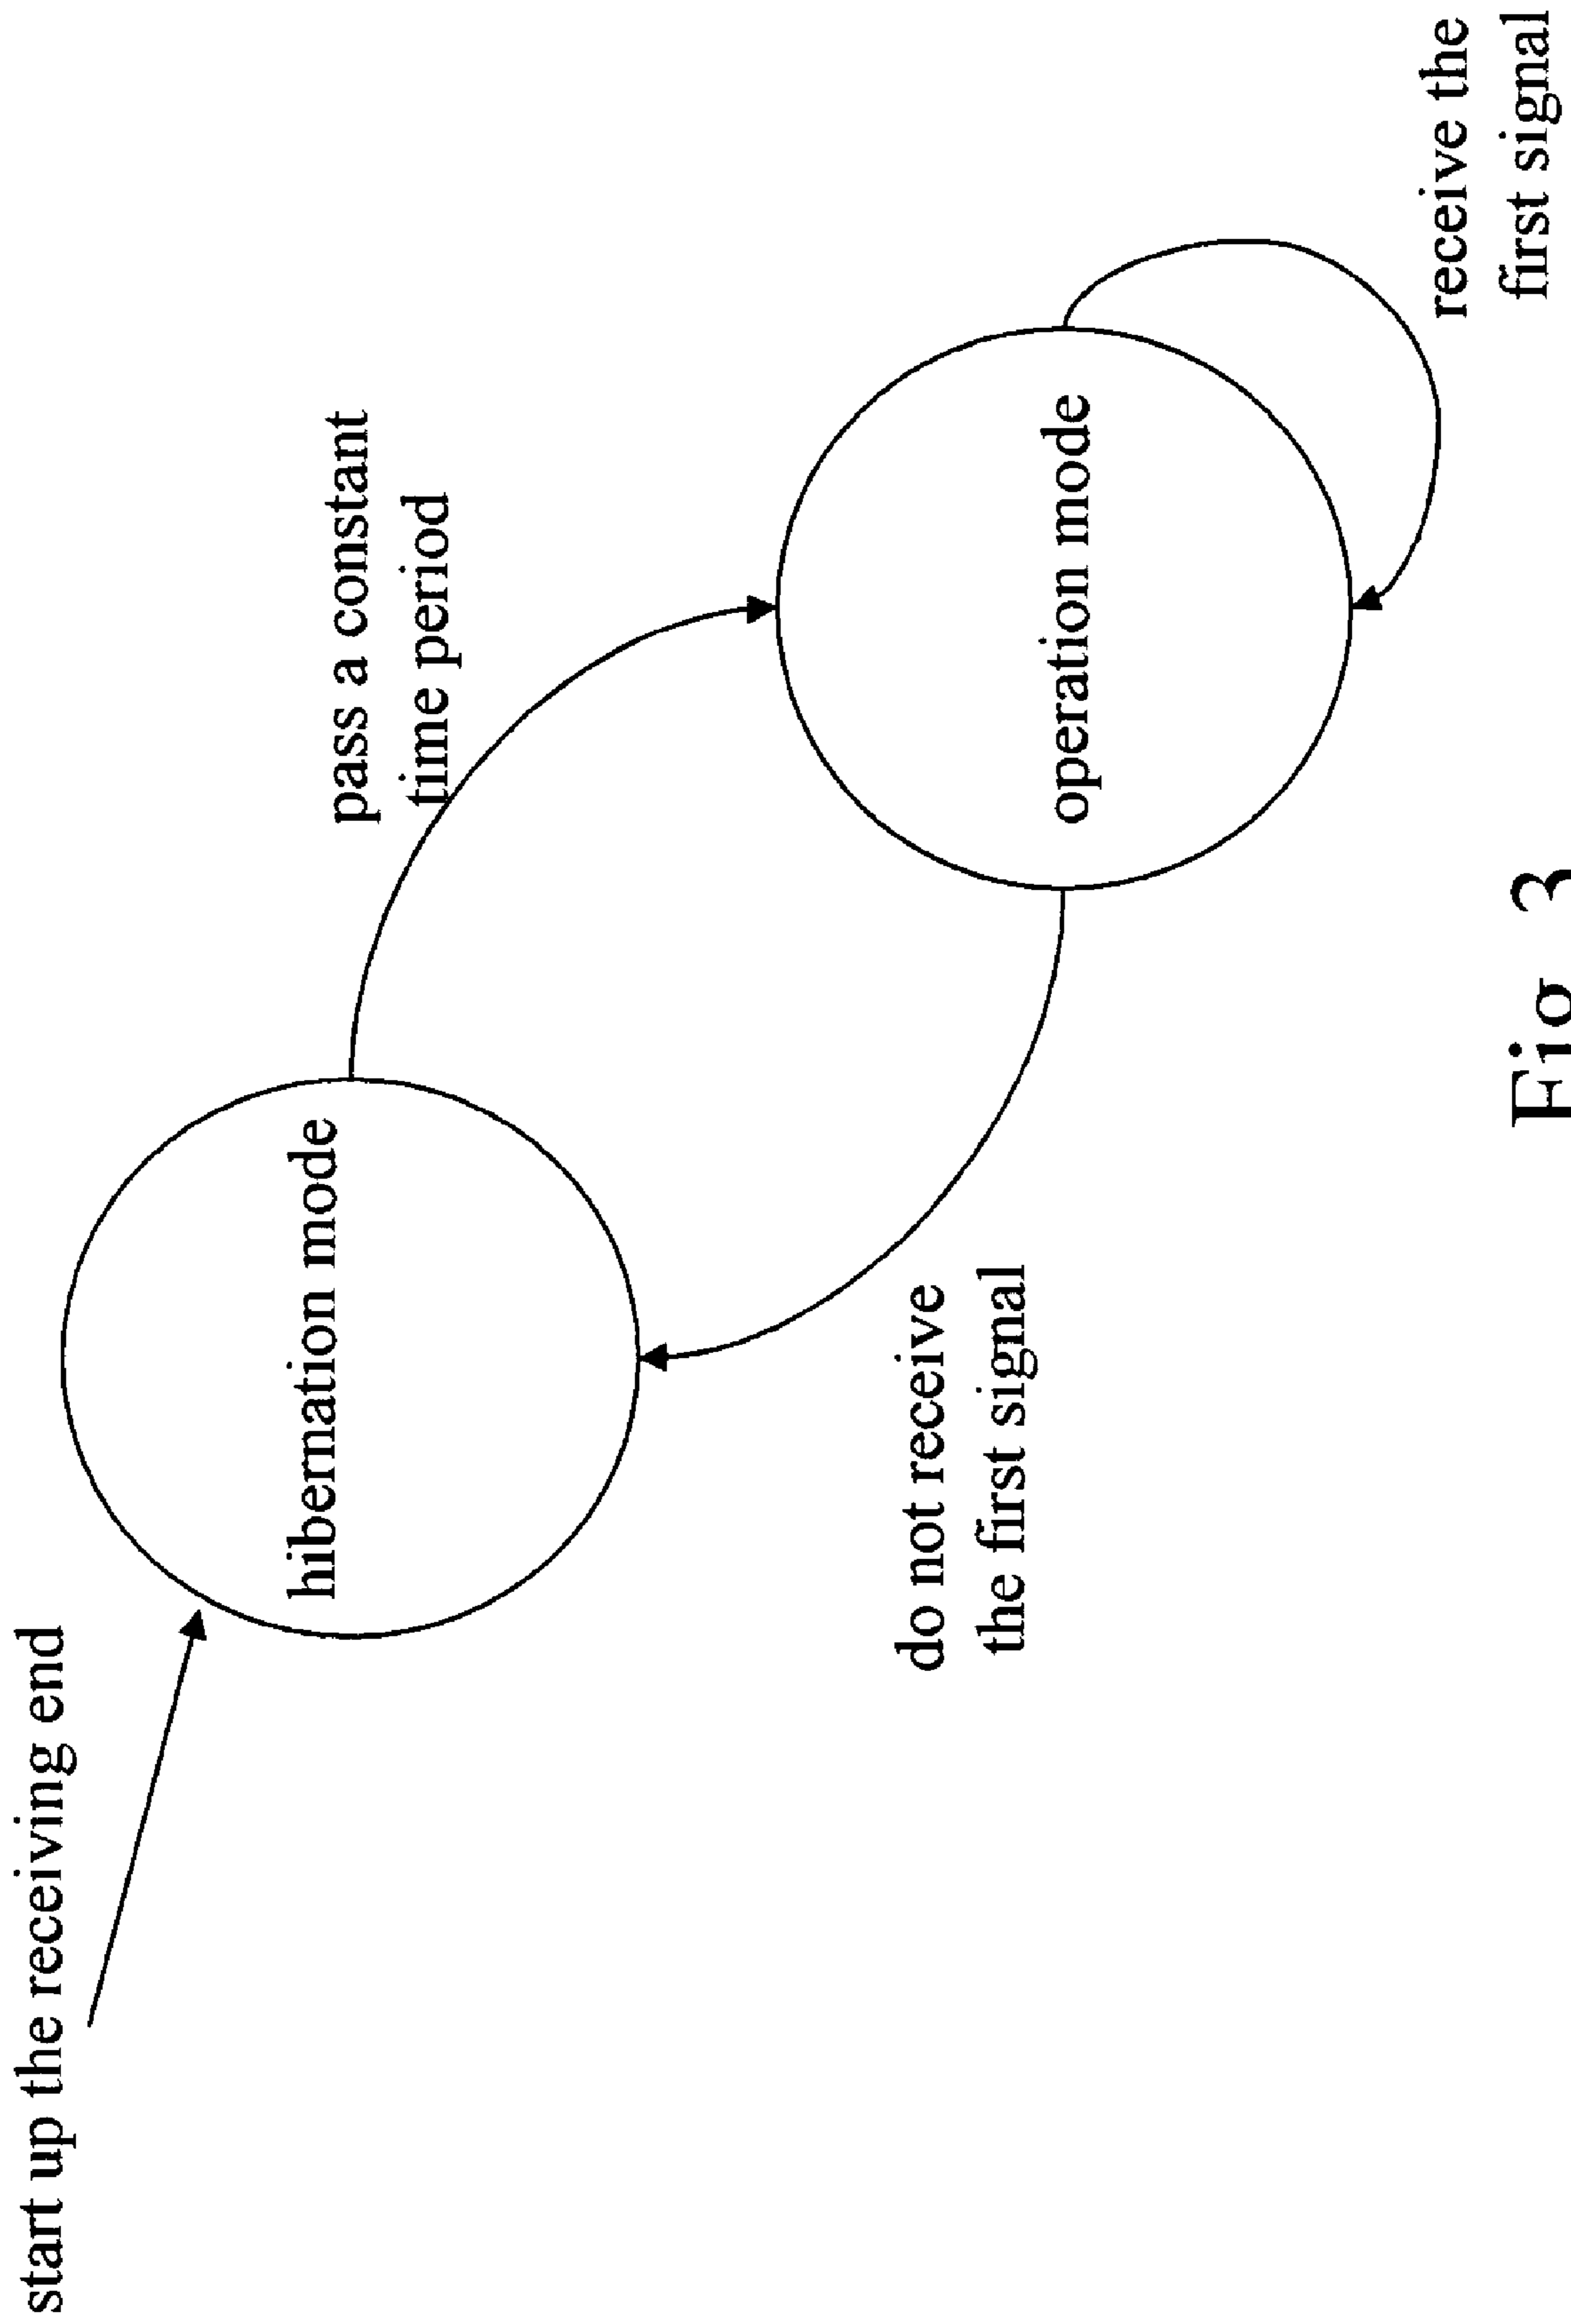 start up the receiving end
hibernation mode
pass a constant
time period
do not receive
the first signal
operation mode
receive the
first signal
Fig. 3